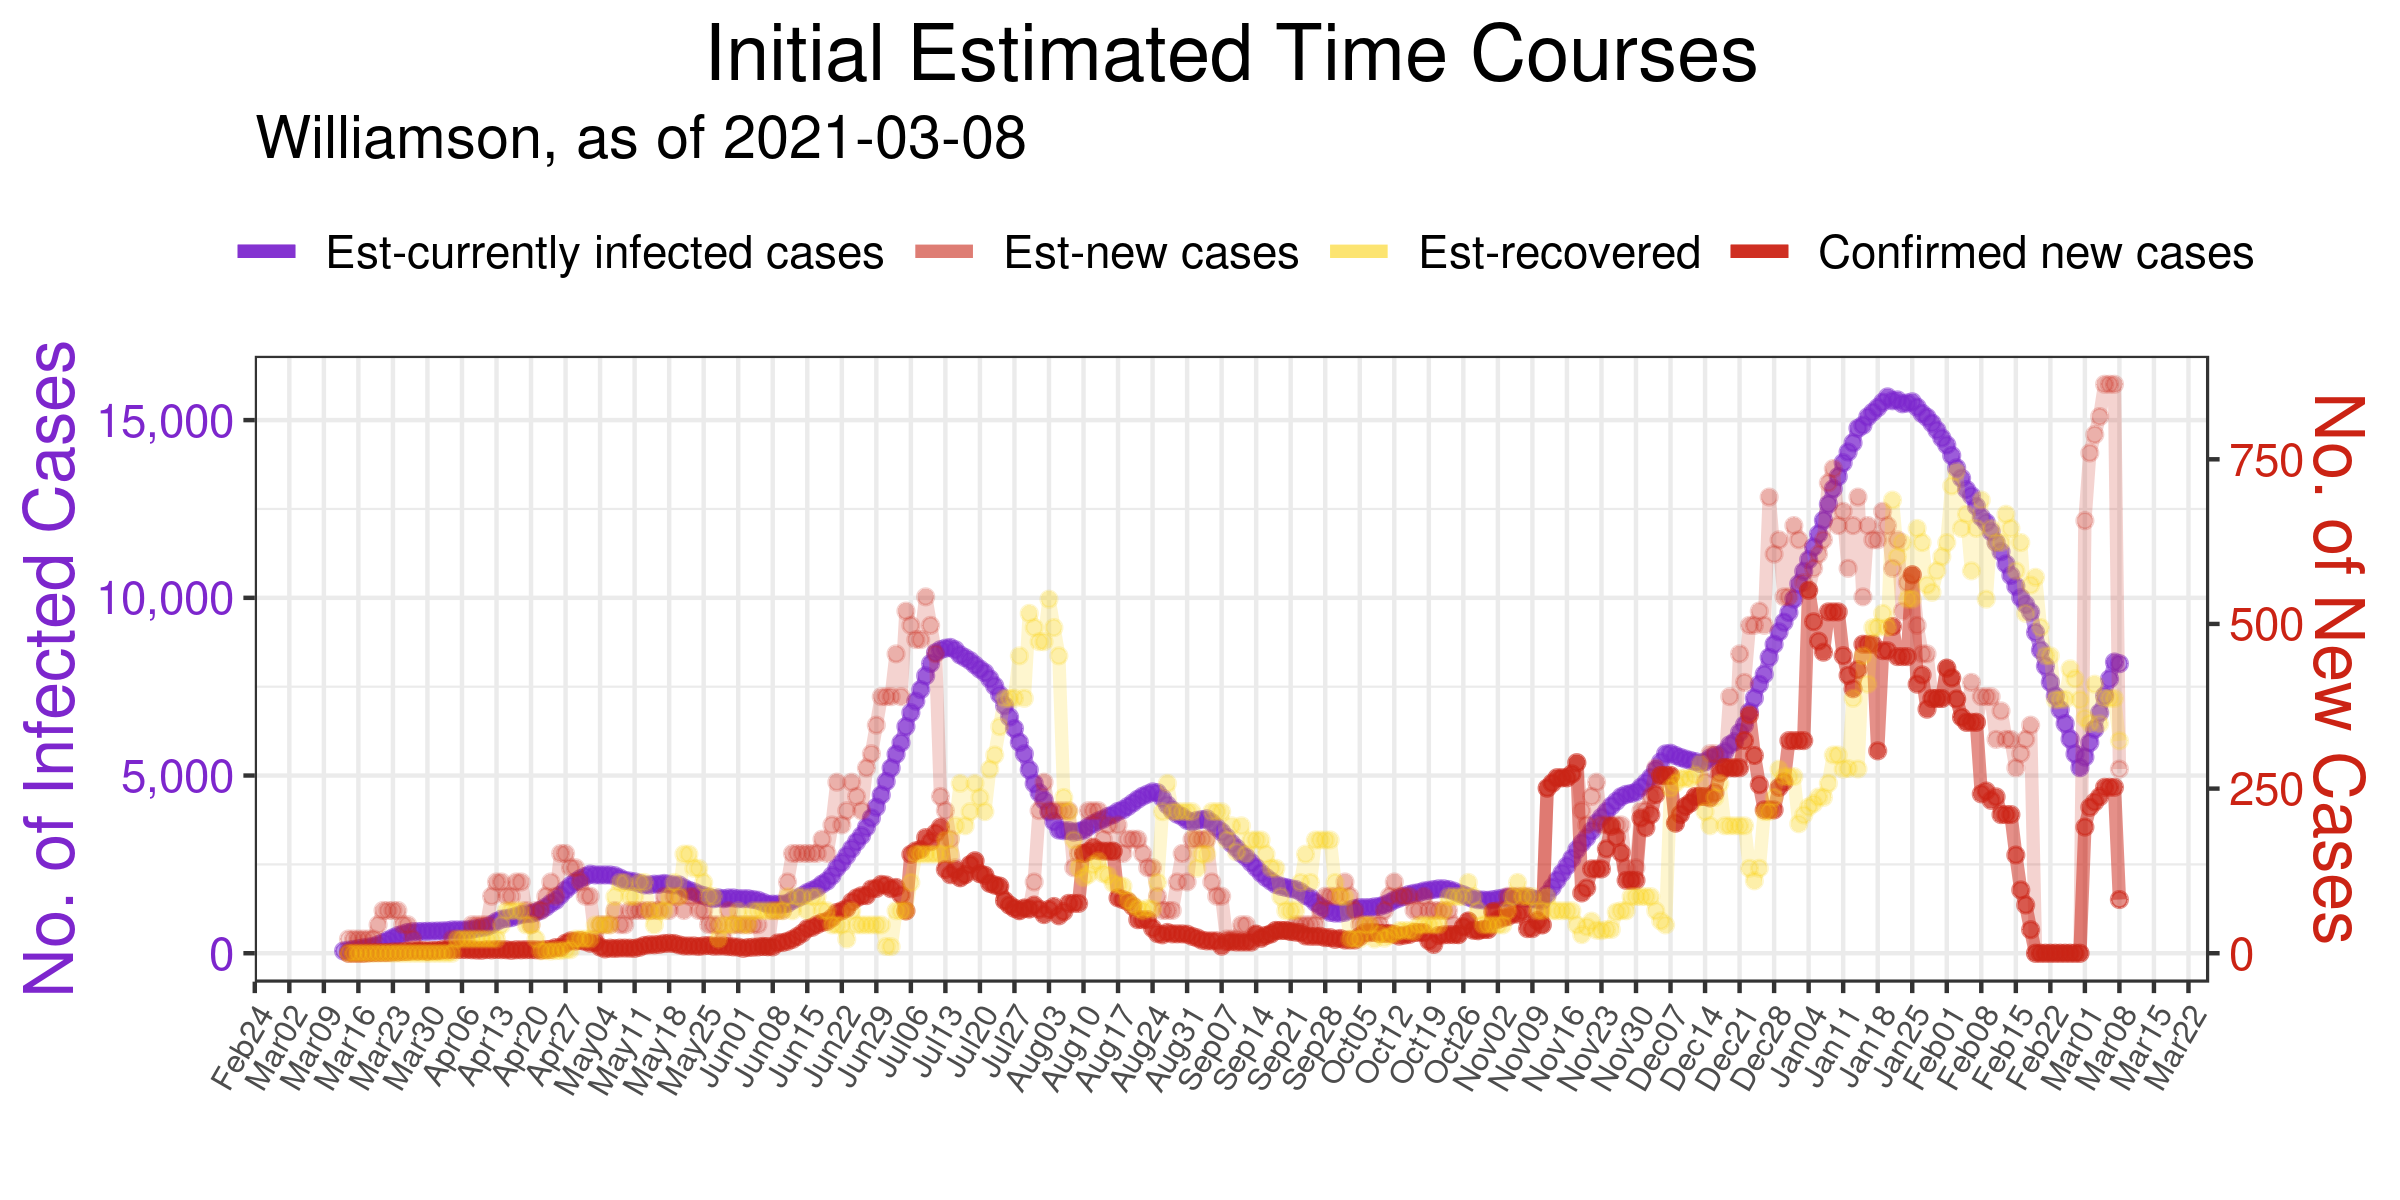 Initial Estimated Time Courses
Williamson, as of 2021-03-08
Est-currently infected cases Est-new cases Est-recovered Confirmed new cases
No. of Infected Cases
15,000
10,000
5,000
0
750
500
250
0
No. of New Cases
Feb24 Mar02 Mar09 Mar16 Mar23 Mar30 Apr06 Apr13 Apr20 Apr27 May04 May11 May18 May25 Jun01 Jun08 Jun15 Jun22 Jun29 Jul06 Jul13 Jul20 Jul27 Aug03 Aug10 Aug17 Aug24 Aug31 Sep07 Sep14 Sep21 Sep28 Oct05 Oct12 Oct19 Oct26 Nov02 Nov09 Nov16 Nov23 Nov30 Dec07 Dec14 Dec21 Dec28 Jan04 Jan11 Jan18 Jan25 Feb01 Feb08 Feb15 Feb22 Mar01 Mar08 Mar15 Mar22